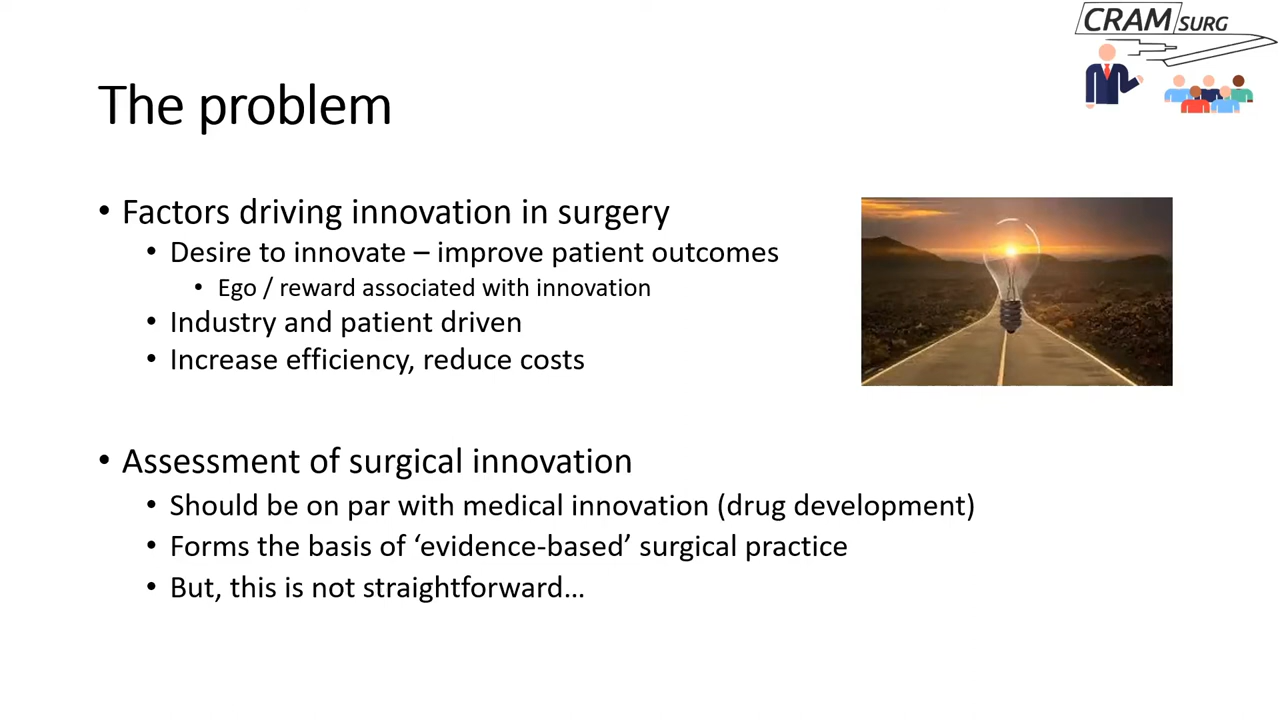 CRAM SURG
The problem
• Factors driving innovation in surgery
• Desire to innovate – improve patient outcomes
• Ego / reward associated with innovation
• Industry and patient driven
• Increase efficiency, reduce costs
• Assessment of surgical innovation
• Should be on par with medical innovation (drug development)
• Forms the basis of ‘evidence-based’ surgical practice
• But, this is not straightforward…